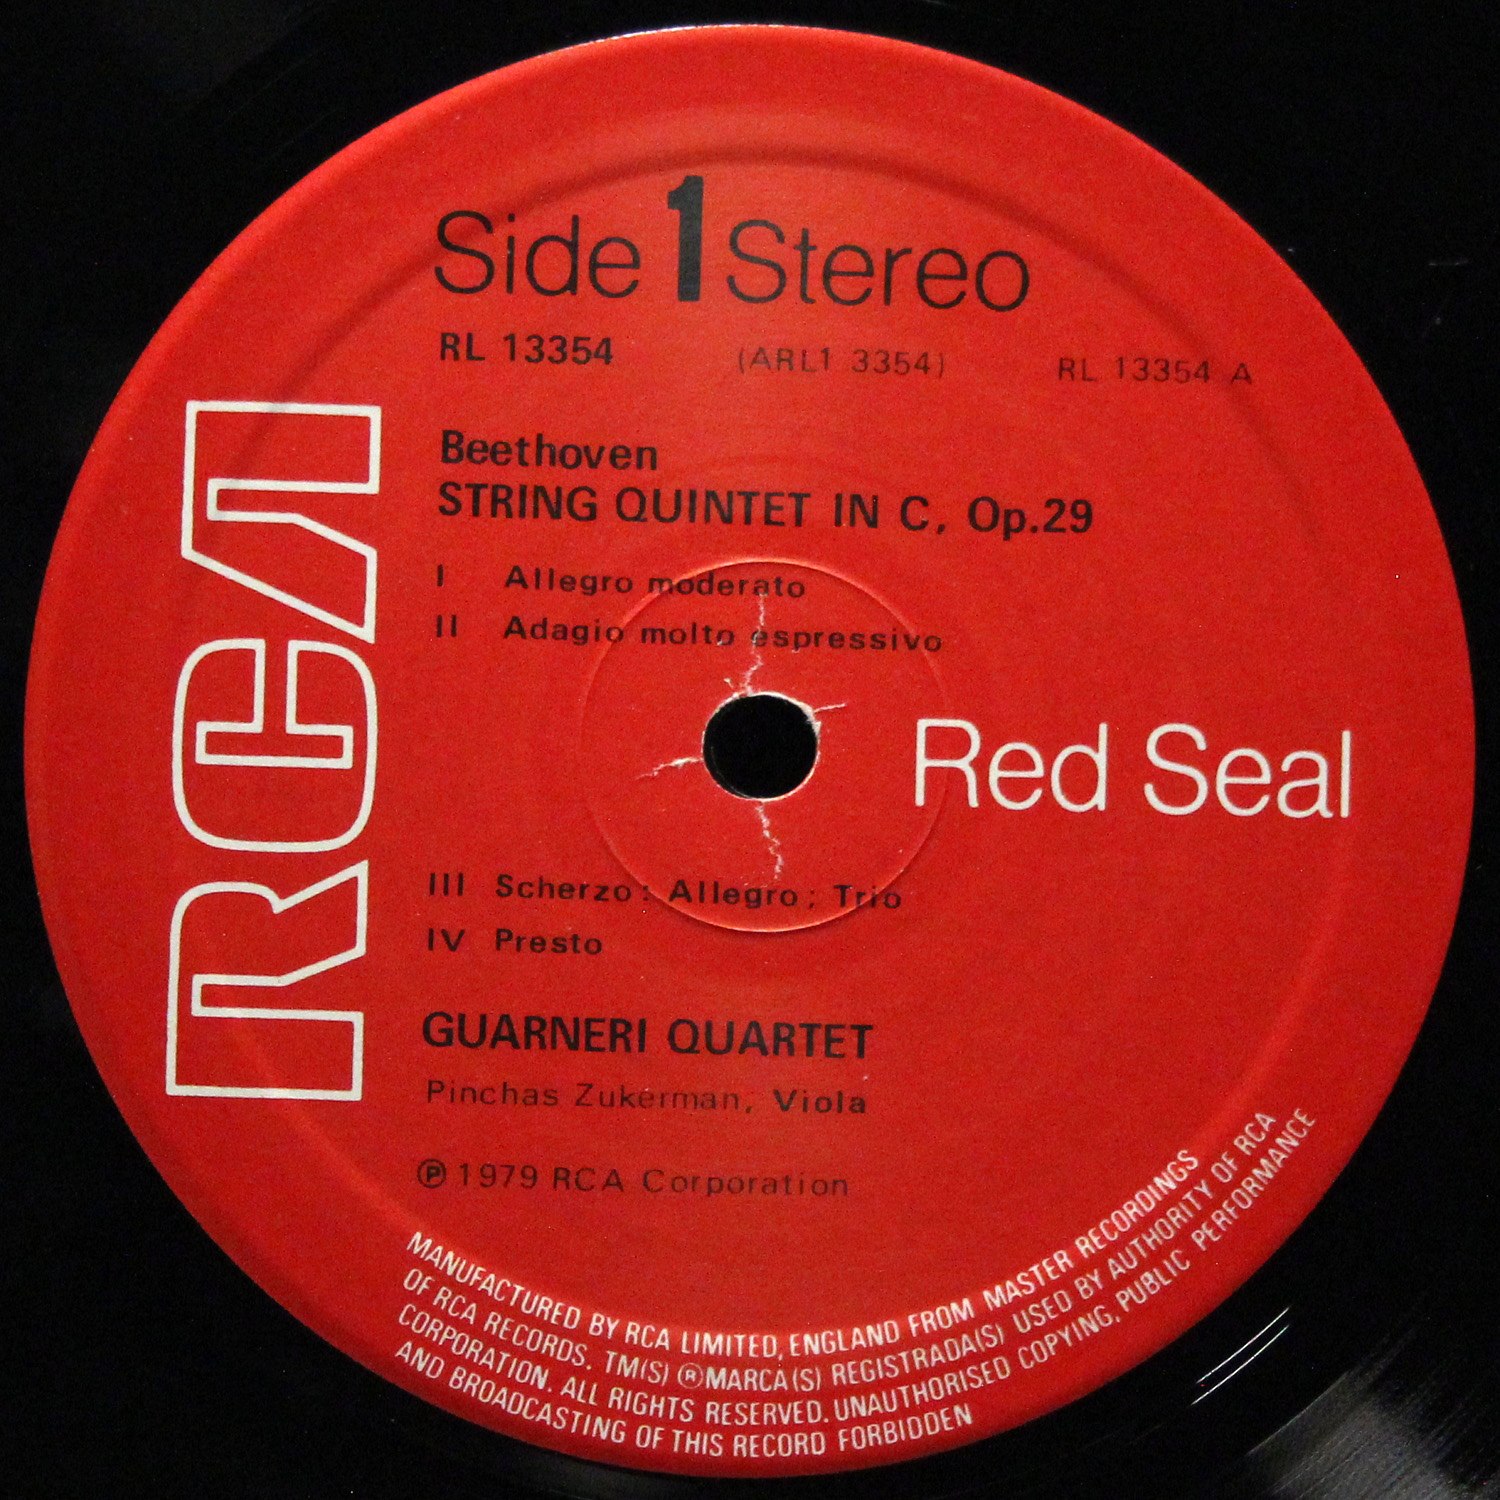 Side 1 Stereo
RL 13354 (ARL1 3354) RL 13354 A
Beethoven
STRING QUINTET IN C, Op.29
I Allegro moderato
II Adagio molto espressivo
RCA
Red Seal
III Scherzo: Allegro; Trio
IV Presto
GUARNERI QUARTET
Pinchas Zukerman, Viola
℗ 1979 RCA Corporation
MANUFACTURED BY RCA LIMITED, ENGLAND FROM MASTER RECORDINGS
OF RCA RECORDS. TM(S) ® MARCA(S) REGISTRADA(S) USED BY AUTHORITY OF RCA
CORPORATION. ALL RIGHTS RESERVED. UNAUTHORISED COPYING, PUBLIC PERFORMANCE
AND BROADCASTING OF THIS RECORD FORBIDDEN